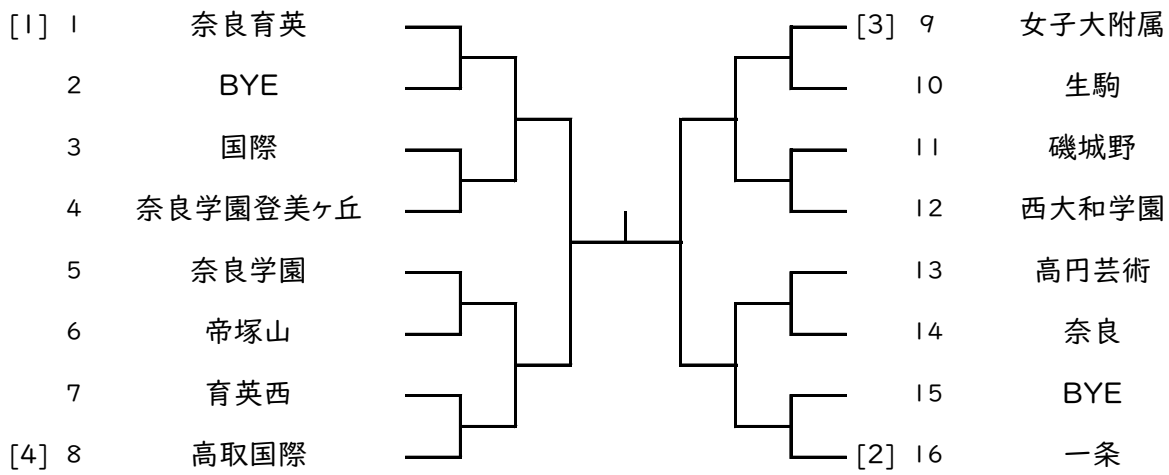 [1] 1 奈良育英
2 BYE
3 国際
4 奈良学園登美ヶ丘
5 奈良学園
6 帝塚山
7 育英西
[4] 8 高取国際
[3] 9 女子大附属
10 生駒
11 磯城野
12 西大和学園
13 高円芸術
14 奈良
15 BYE
[2] 16 一条